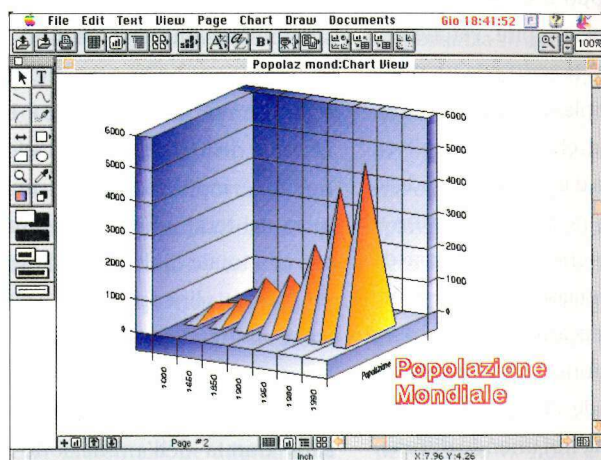 File Edit Text View Page Chart Draw Documents Gio 18:41:52
100%
Popolaz mond:Chart View
T
A B
6000
5000
4000
3000
2000
1000
0
6000
5000
4000
3000
2000
1000
0
1000
1650
1850
1900
1950
1980
1990
Popolazione
Popolazione
Mondiale
Page #2
Inch X:7.96 Y:4.26